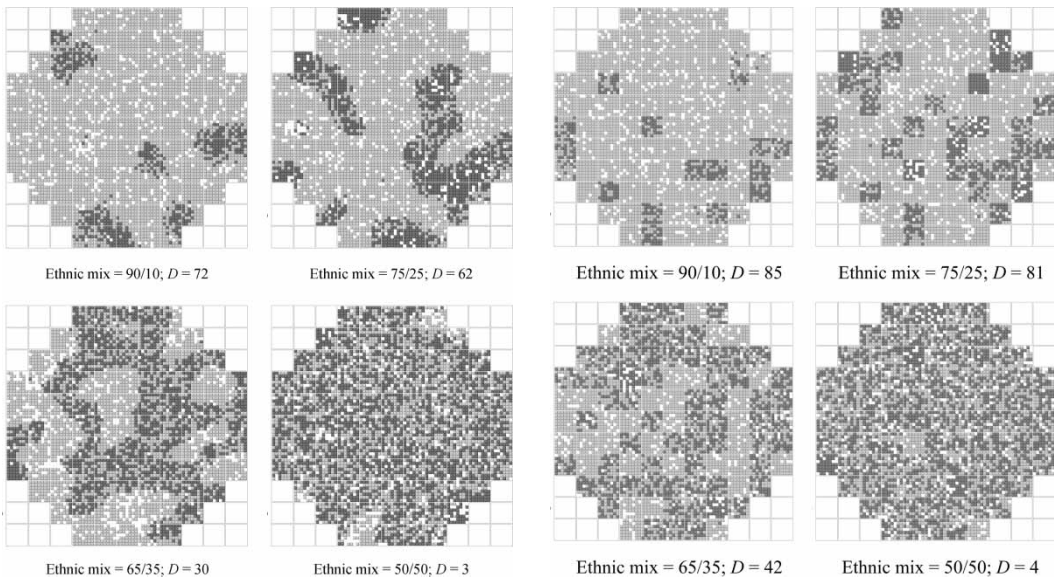 Ethnic mix = 90/10; D = 72
Ethnic mix = 75/25; D = 62
Ethnic mix = 90/10; D = 85
Ethnic mix = 75/25; D = 81
Ethnic mix = 65/35; D = 30
Ethnic mix = 50/50; D = 3
Ethnic mix = 65/35; D = 42
Ethnic mix = 50/50; D = 4